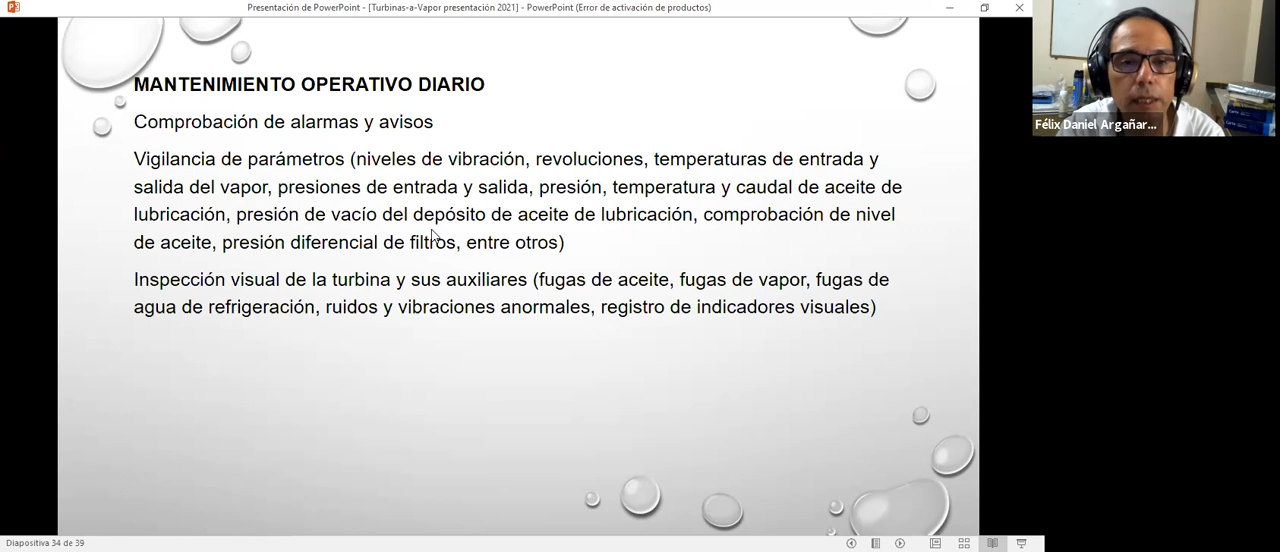 Presentación de PowerPoint - [Turbinas-a-Vapor presentación 2021] - PowerPoint (Error de activación de productos)
MANTENIMIENTO OPERATIVO DIARIO
Comprobación de alarmas y avisos
Vigilancia de parámetros (niveles de vibración, revoluciones, temperaturas de entrada y
salida del vapor, presiones de entrada y salida, presión, temperatura y caudal de aceite de
lubricación, presión de vacío del depósito de aceite de lubricación, comprobación de nivel
de aceite, presión diferencial de filtros, entre otros)
Inspección visual de la turbina y sus auxiliares (fugas de aceite, fugas de vapor, fugas de
agua de refrigeración, ruidos y vibraciones anormales, registro de indicadores visuales)
Félix Daniel Argañar...
Diapositiva 34 de 39